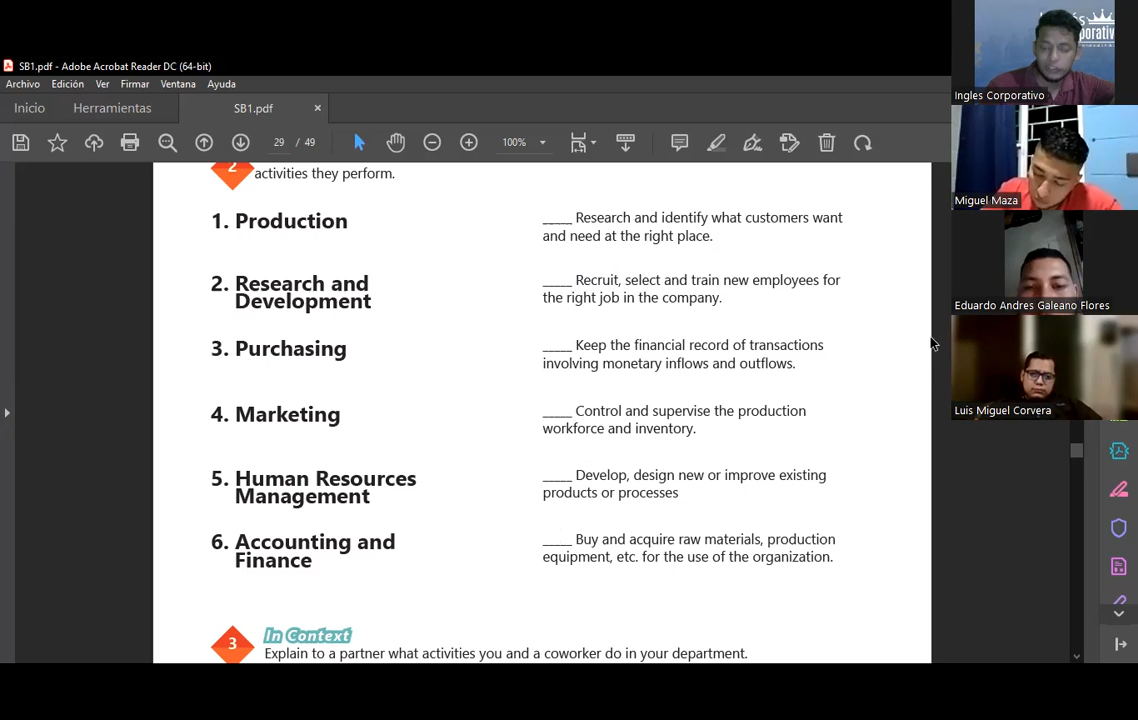 SB1.pdf - Adobe Acrobat Reader DC (64-bit)
Archivo Edición Ver Firmar Ventana Ayuda
Inicio Herramientas SB1.pdf ×
29 / 49 100%
2 activities they perform.
1. Production
_____ Research and identify what customers want
and need at the right place.
2. Research and
Development
_____ Recruit, select and train new employees for
the right job in the company.
3. Purchasing
_____ Keep the financial record of transactions
involving monetary inflows and outflows.
4. Marketing
_____ Control and supervise the production
workforce and inventory.
5. Human Resources
Management
_____ Develop, design new or improve existing
products or processes
6. Accounting and
Finance
_____ Buy and acquire raw materials, production
equipment, etc. for the use of the organization.
3 In Context
Explain to a partner what activities you and a coworker do in your department.
Ingles Corporativo
Miguel Maza
Eduardo Andres Galeano Flores
Luis Miguel Corvera